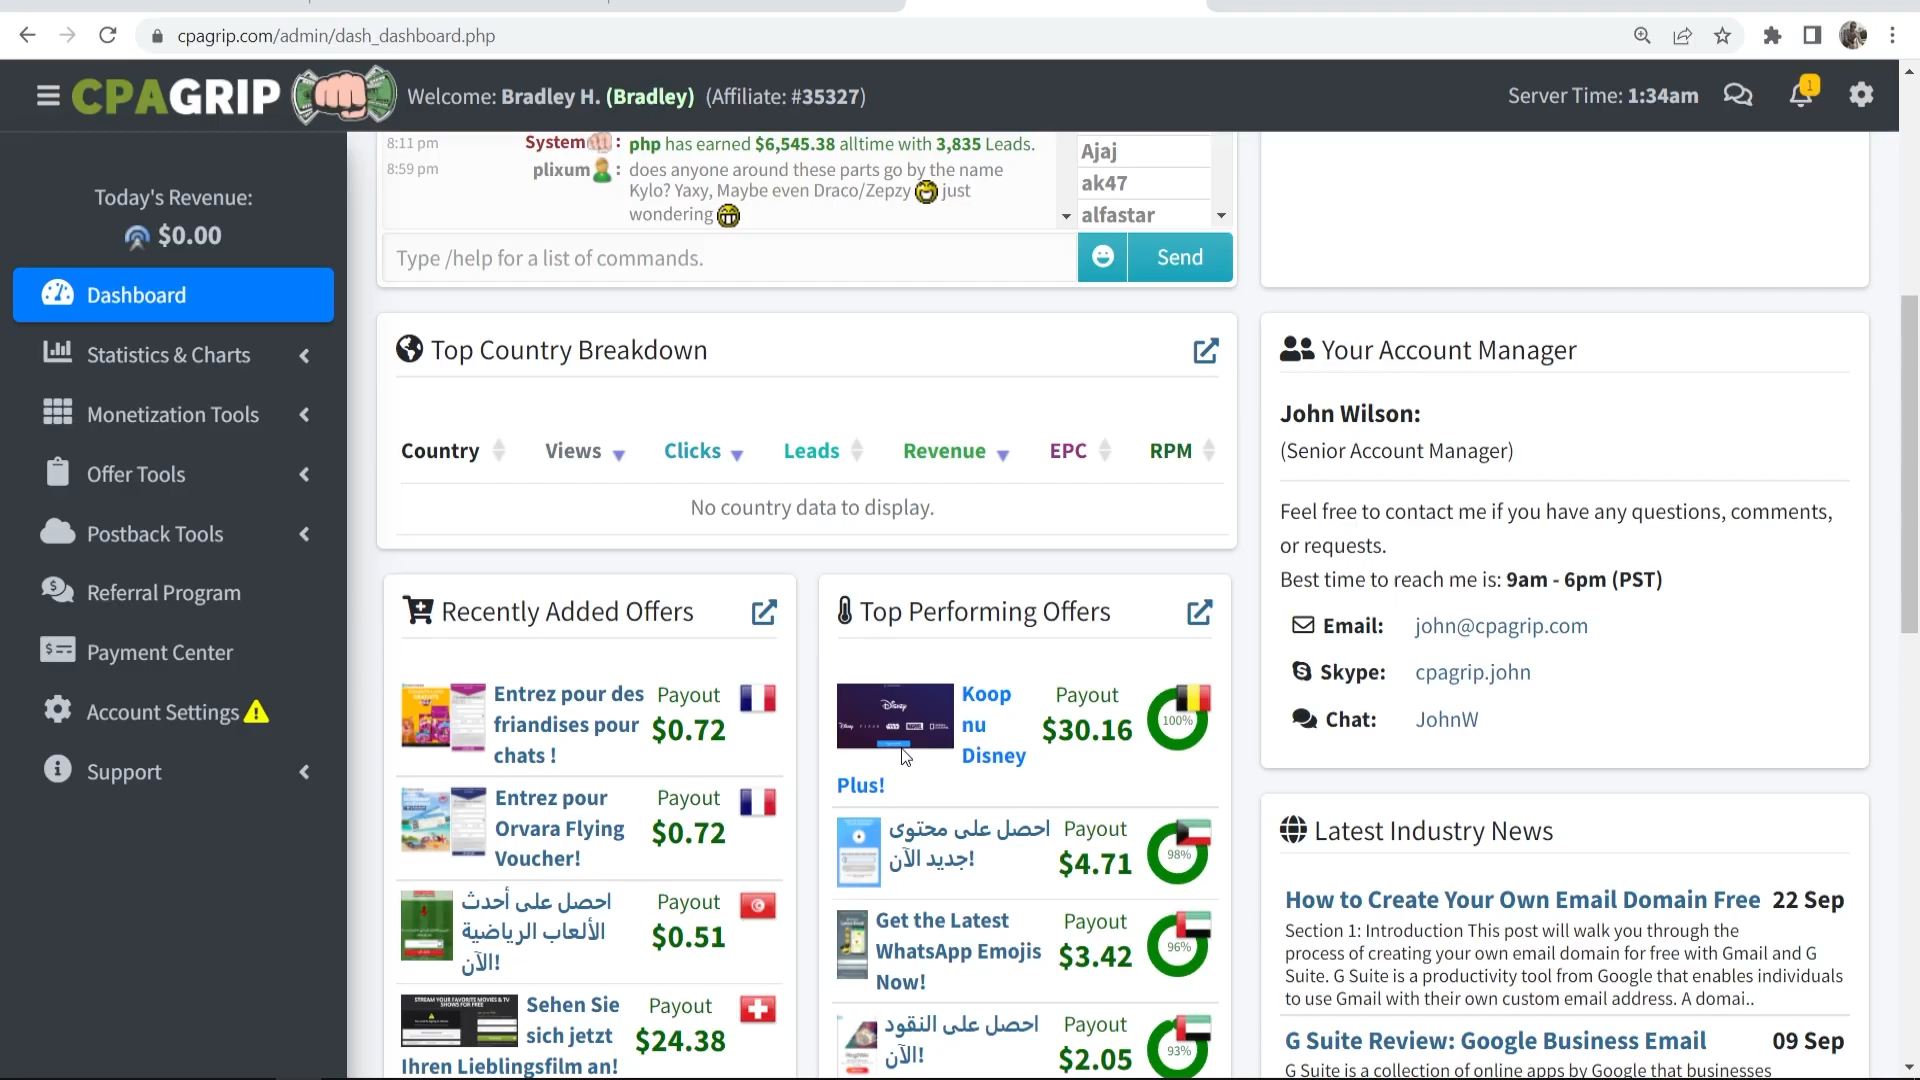 cpagrip.com/admin/dash_dashboard.php
CPAGRIP Welcome: Bradley H. (Bradley) (Affiliate: #35327)
Server Time: 1:34am
1
Today's Revenue:
$0.00
Dashboard
Statistics & Charts
Monetization Tools
Offer Tools
Postback Tools
Referral Program
Payment Center
Account Settings
Support
8:11 pm System : php has earned $6,545.38 alltime with 3,835 Leads.
8:59 pm plixum : does anyone around these parts go by the name
Kylo? Yaxy, Maybe even Draco/Zepzy just
wondering
Ajaj
ak47
alfastar
Type /help for a list of commands.
Send
Top Country Breakdown
Country Views Clicks Leads Revenue EPC RPM
No country data to display.
Your Account Manager
John Wilson:
(Senior Account Manager)
Feel free to contact me if you have any questions, comments,
or requests.
Best time to reach me is: 9am - 6pm (PST)
Email: john@cpagrip.com
Skype: cpagrip.john
Chat: JohnW
Recently Added Offers
Entrez pour des
friandises pour
chats !
Payout
$0.72
Entrez pour
Orvara Flying
Voucher!
Payout
$0.72
احصل على أحدث
الألعاب الرياضية
الآن!
Payout
$0.51
STREAM YOUR FAVORITE MOVIES & TV
SHOWS FOR FREE
Sehen Sie
sich jetzt
Ihren Lieblingsfilm an!
Payout
$24.38
Top Performing Offers
Disney
Koop
nu
Disney
Plus!
Payout
$30.16
100%
احصل على محتوى
جديد الآن!
Payout
$4.71
98%
Get the Latest
WhatsApp Emojis
Now!
Payout
$3.42
96%
احصل على النقود
الآن!
Payout
$2.05
93%
Latest Industry News
How to Create Your Own Email Domain Free 22 Sep
Section 1: Introduction This post will walk you through the
process of creating your own email domain for free with Gmail and G
Suite. G Suite is a productivity tool from Google that enables individuals
to use Gmail with their own custom email address. A domai..
G Suite Review: Google Business Email 09 Sep
G Suite is a collection of online apps by Google that businesses